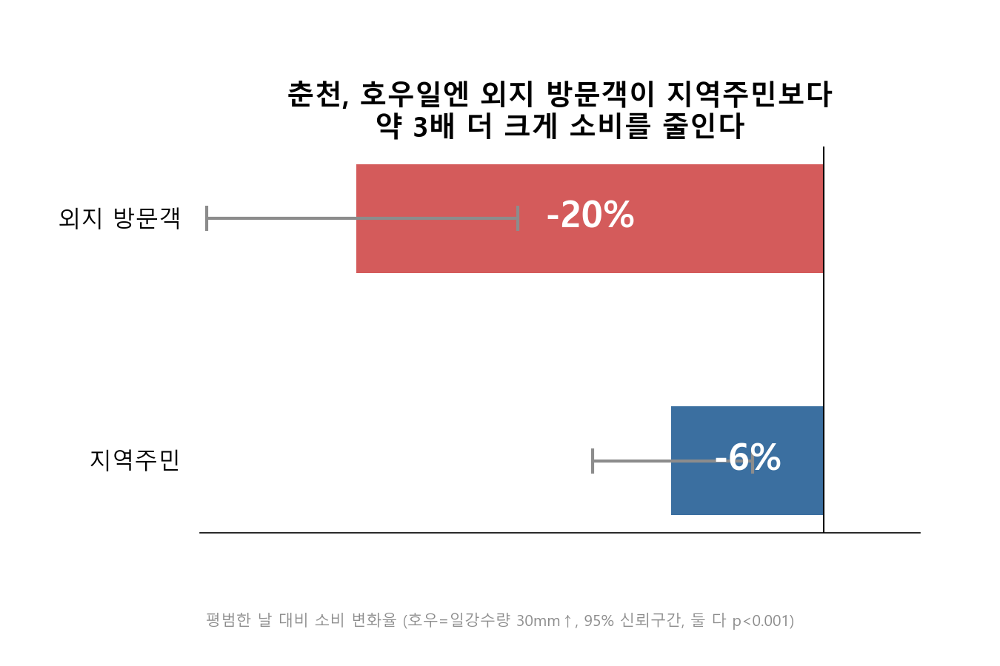 춘천, 호우일엔 외지 방문객이 지역주민보다
약 3배 더 크게 소비를 줄인다
외지 방문객
-20%
지역주민
-6%
평범한 날 대비 소비 변화율 (호우=일강수량 30mm↑, 95% 신뢰구간, 둘 다 p<0.001)